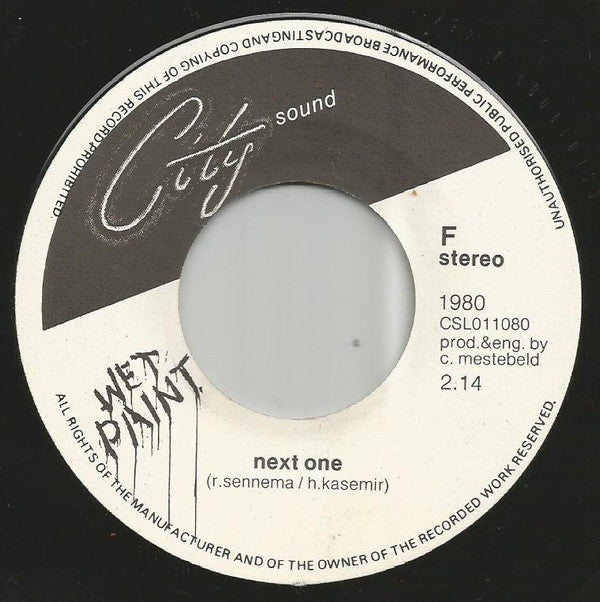 City sound
F
stereo
1980
CSL011080
prod.&eng. by
c. mestebeld
2.14
WET
PAINT.
next one
(r.sennema / h.kasemir)
ALL RIGHTS OF THE MANUFACTURER AND OF THE OWNER OF THE RECORDED WORK RESERVED.
UNAUTHORISED PUBLIC PERFORMANCE BROADCASTING AND COPYING OF THIS RECORD PROHIBITED